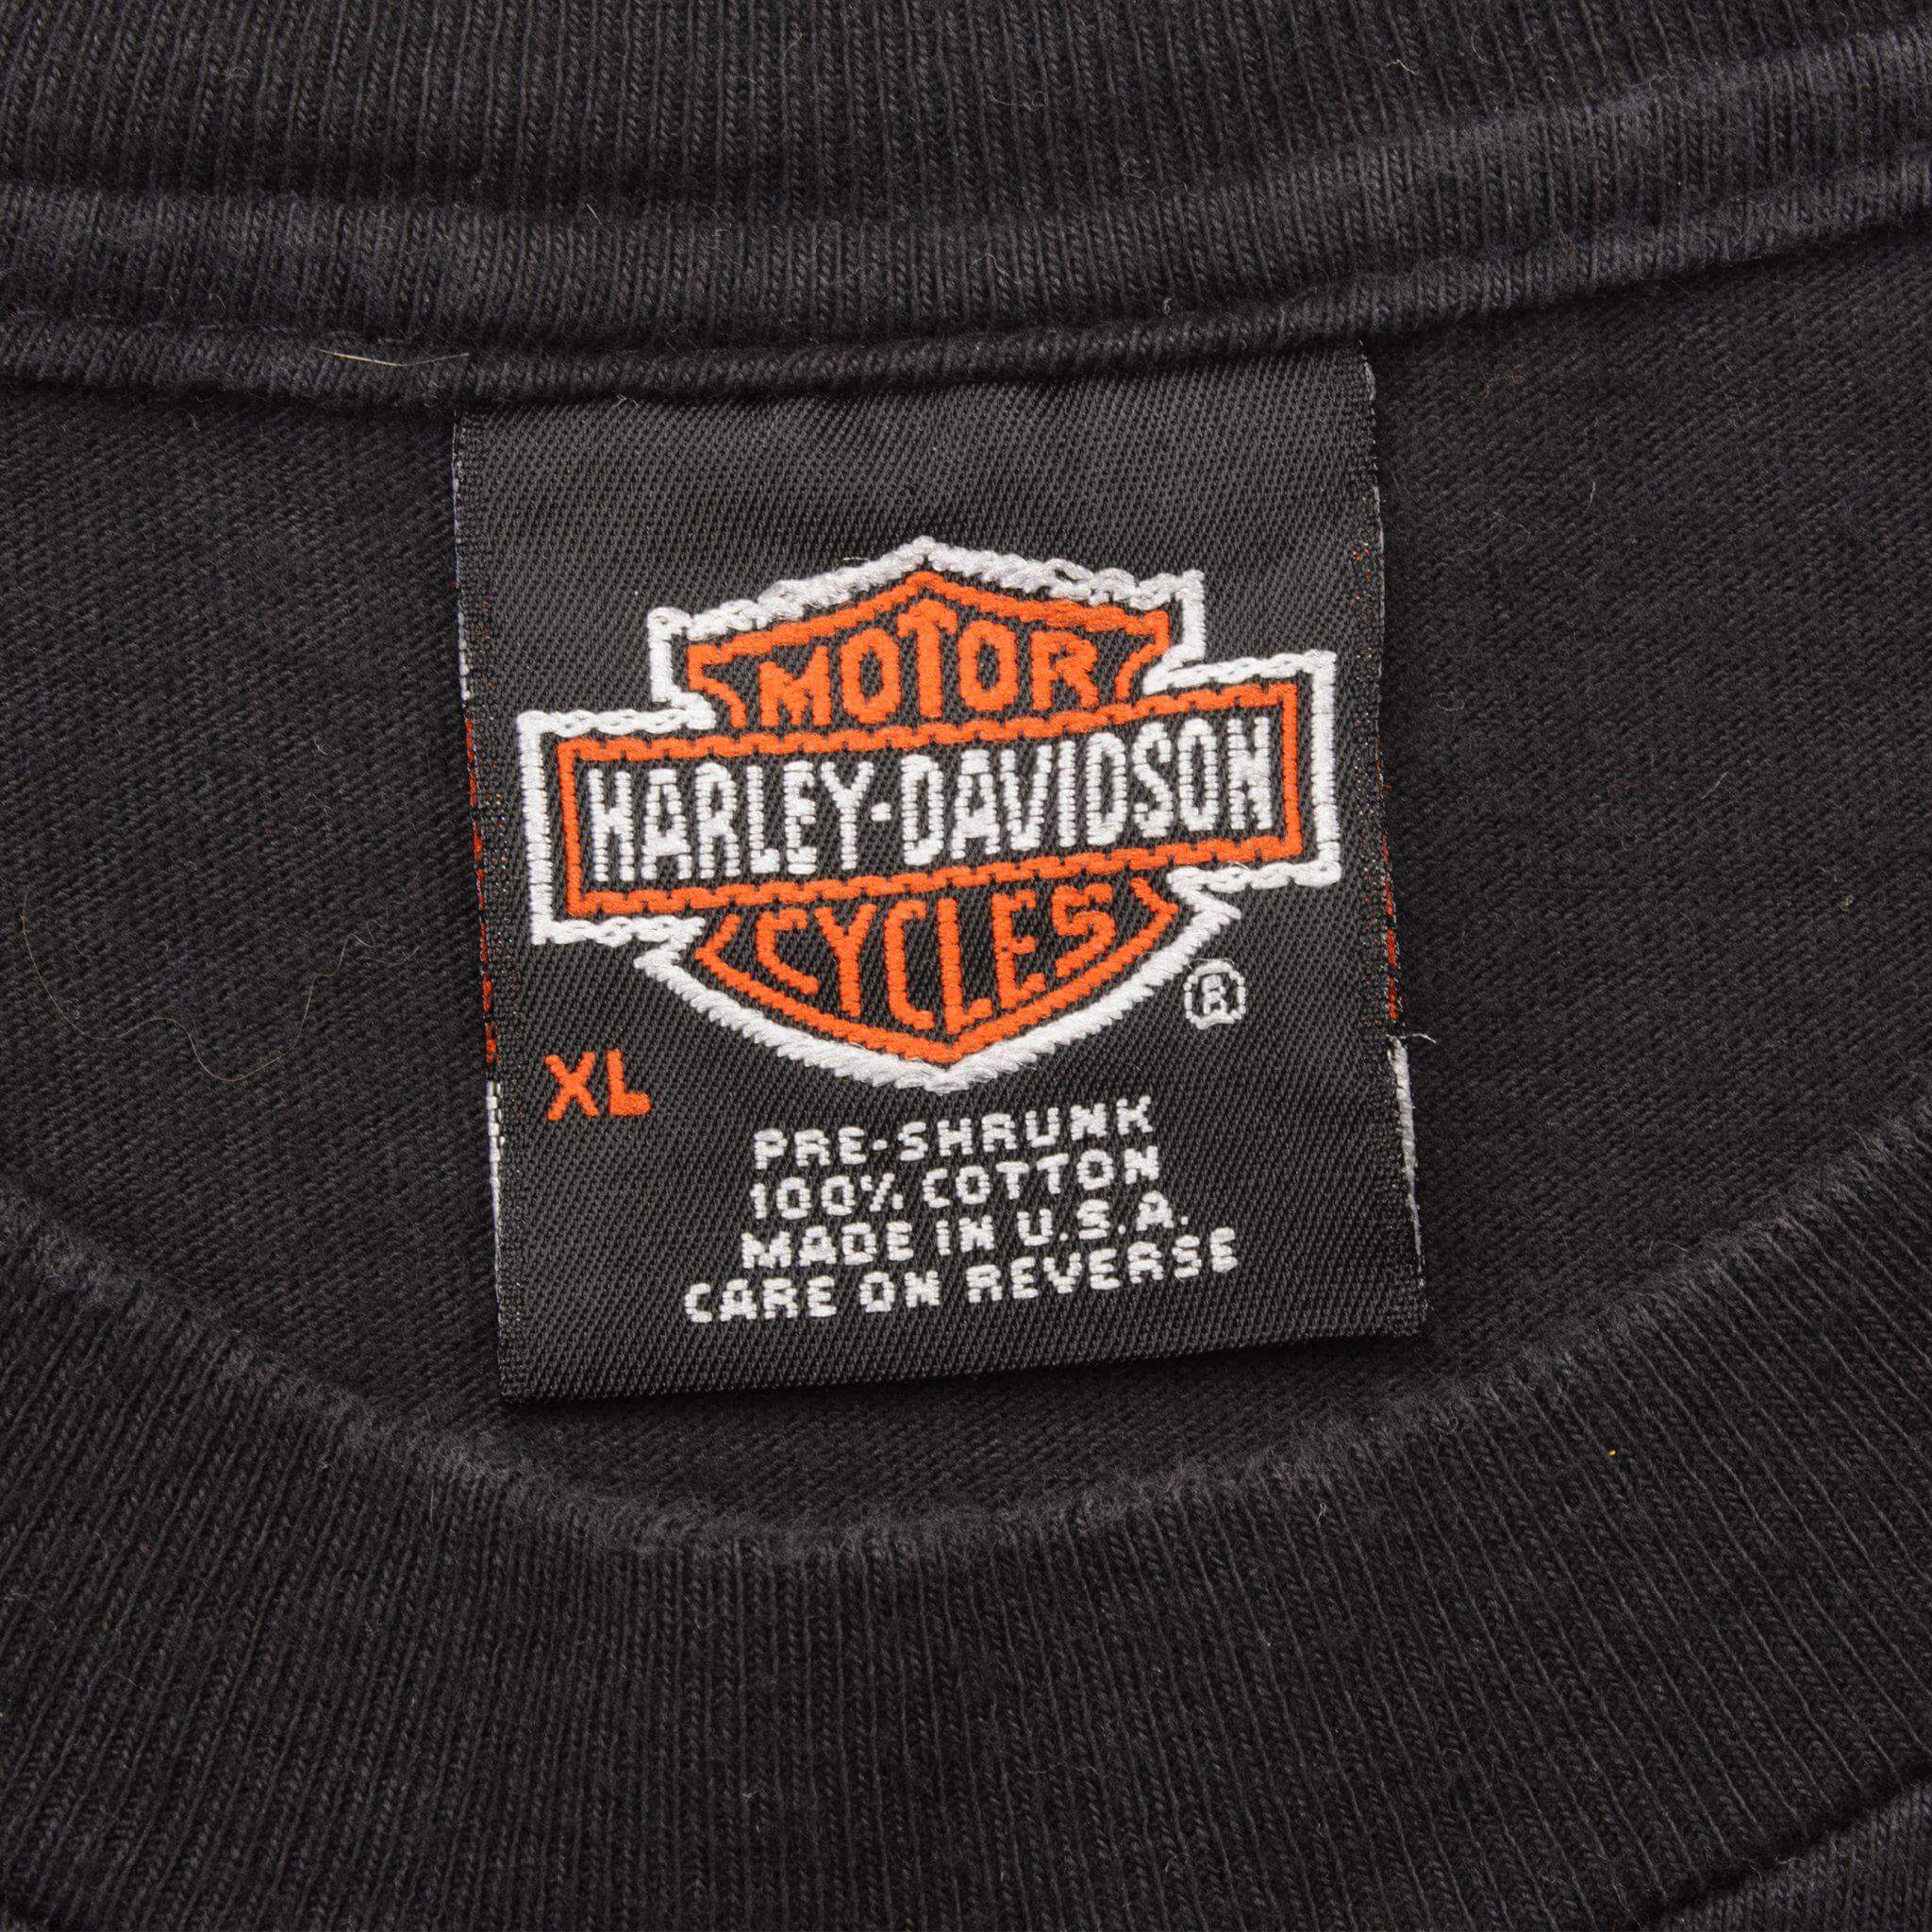 MOTOR
HARLEY-DAVIDSON
CYCLES
®
XL
PRE-SHRUNK
100% COTTON
MADE IN U.S.A.
CARE ON REVERSE